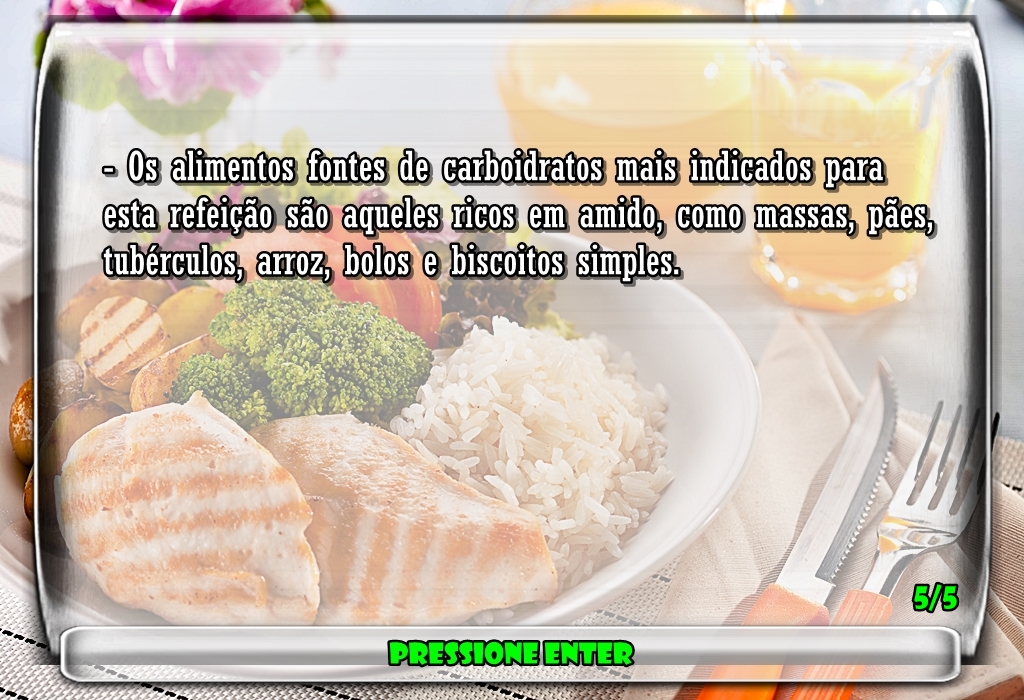 - Os alimentos fontes de carboidratos mais indicados para
esta refeição são aqueles ricos em amido, como massas, pães,
tubérculos, arroz, bolos e biscoitos simples.
5/5
PRESSIONE ENTER